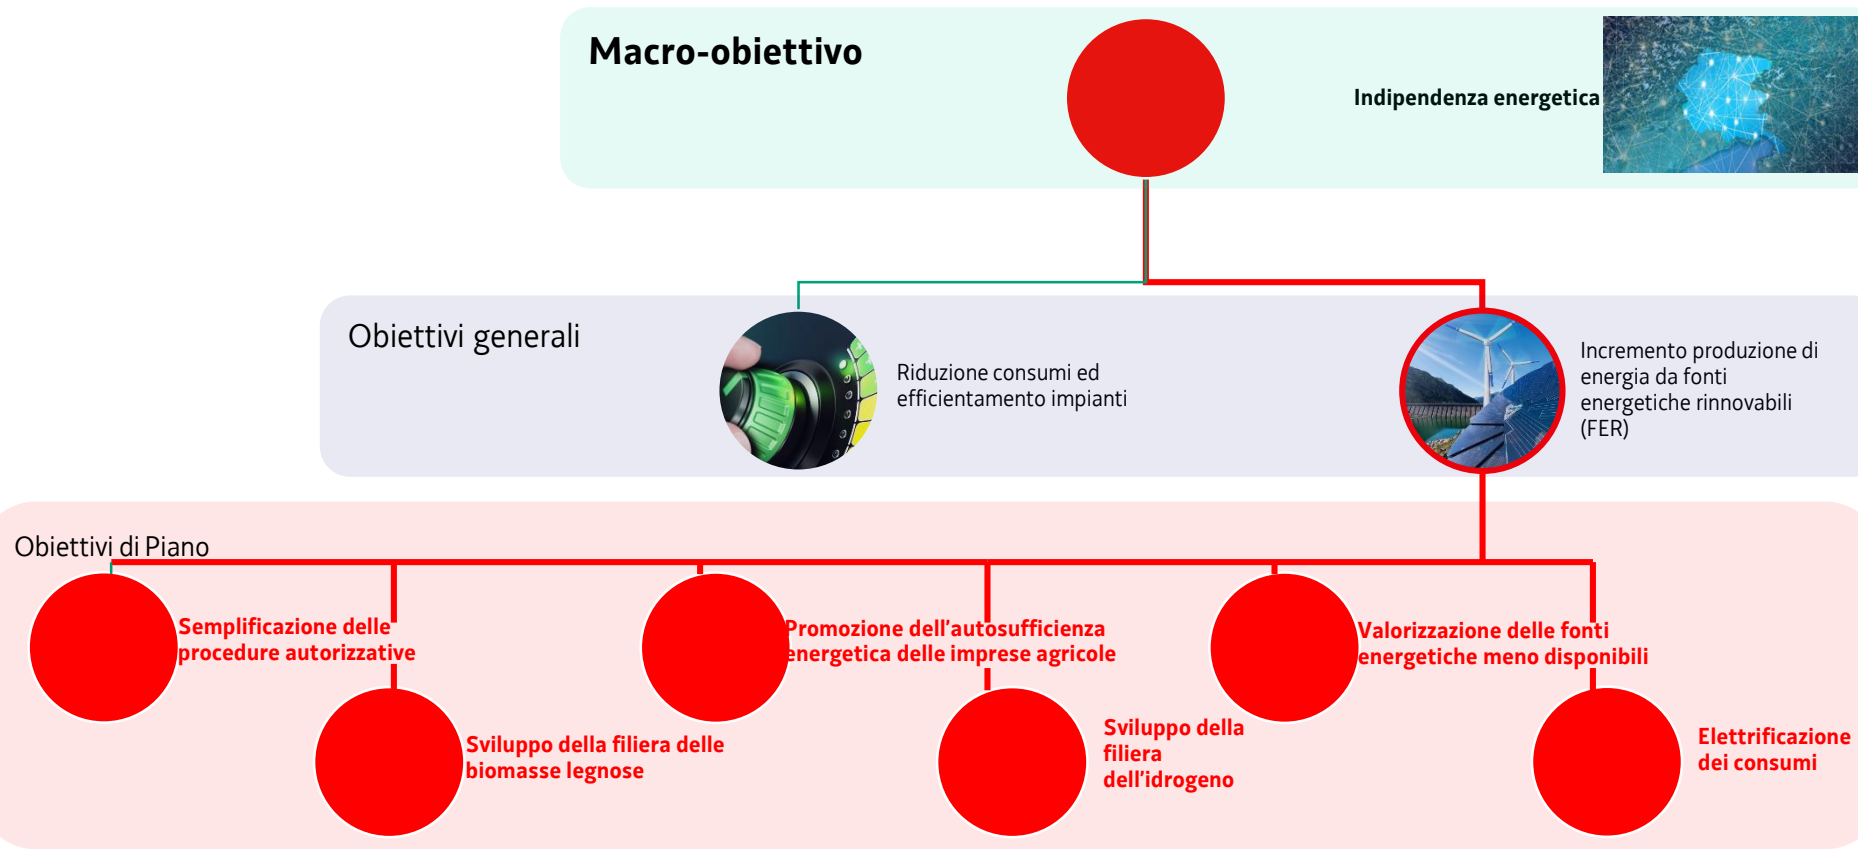 Macro-obiettivo
Indipendenza energetica
Obiettivi generali
Riduzione consumi ed
efficientamento impianti
Incremento produzione di
energia da fonti
energetiche rinnovabili
(FER)
Obiettivi di Piano
Semplificazione delle
procedure autorizzative
Sviluppo della filiera delle
biomasse legnose
Promozione dell'autosufficienza
energetica delle imprese agricole
Sviluppo della
filiera
dell'idrogeno
Valorizzazione delle fonti
energetiche meno disponibili
Elettrificazione
dei consumi